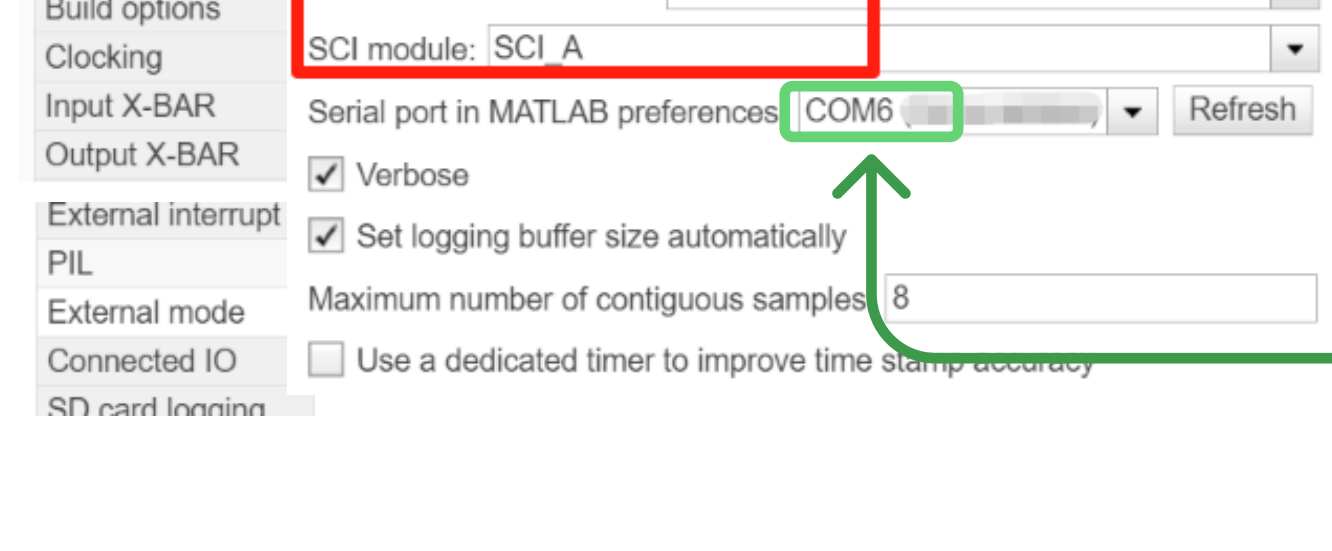 Build options
Clocking
Input X-BAR
Output X-BAR
External interrupt
PIL
External mode
Connected IO
SD card logging
SCI module: SCI_A
Serial port in MATLAB preferences COM6 Refresh
Verbose
Set logging buffer size automatically
Maximum number of contiguous samples 8
Use a dedicated timer to improve time stamp accuracy